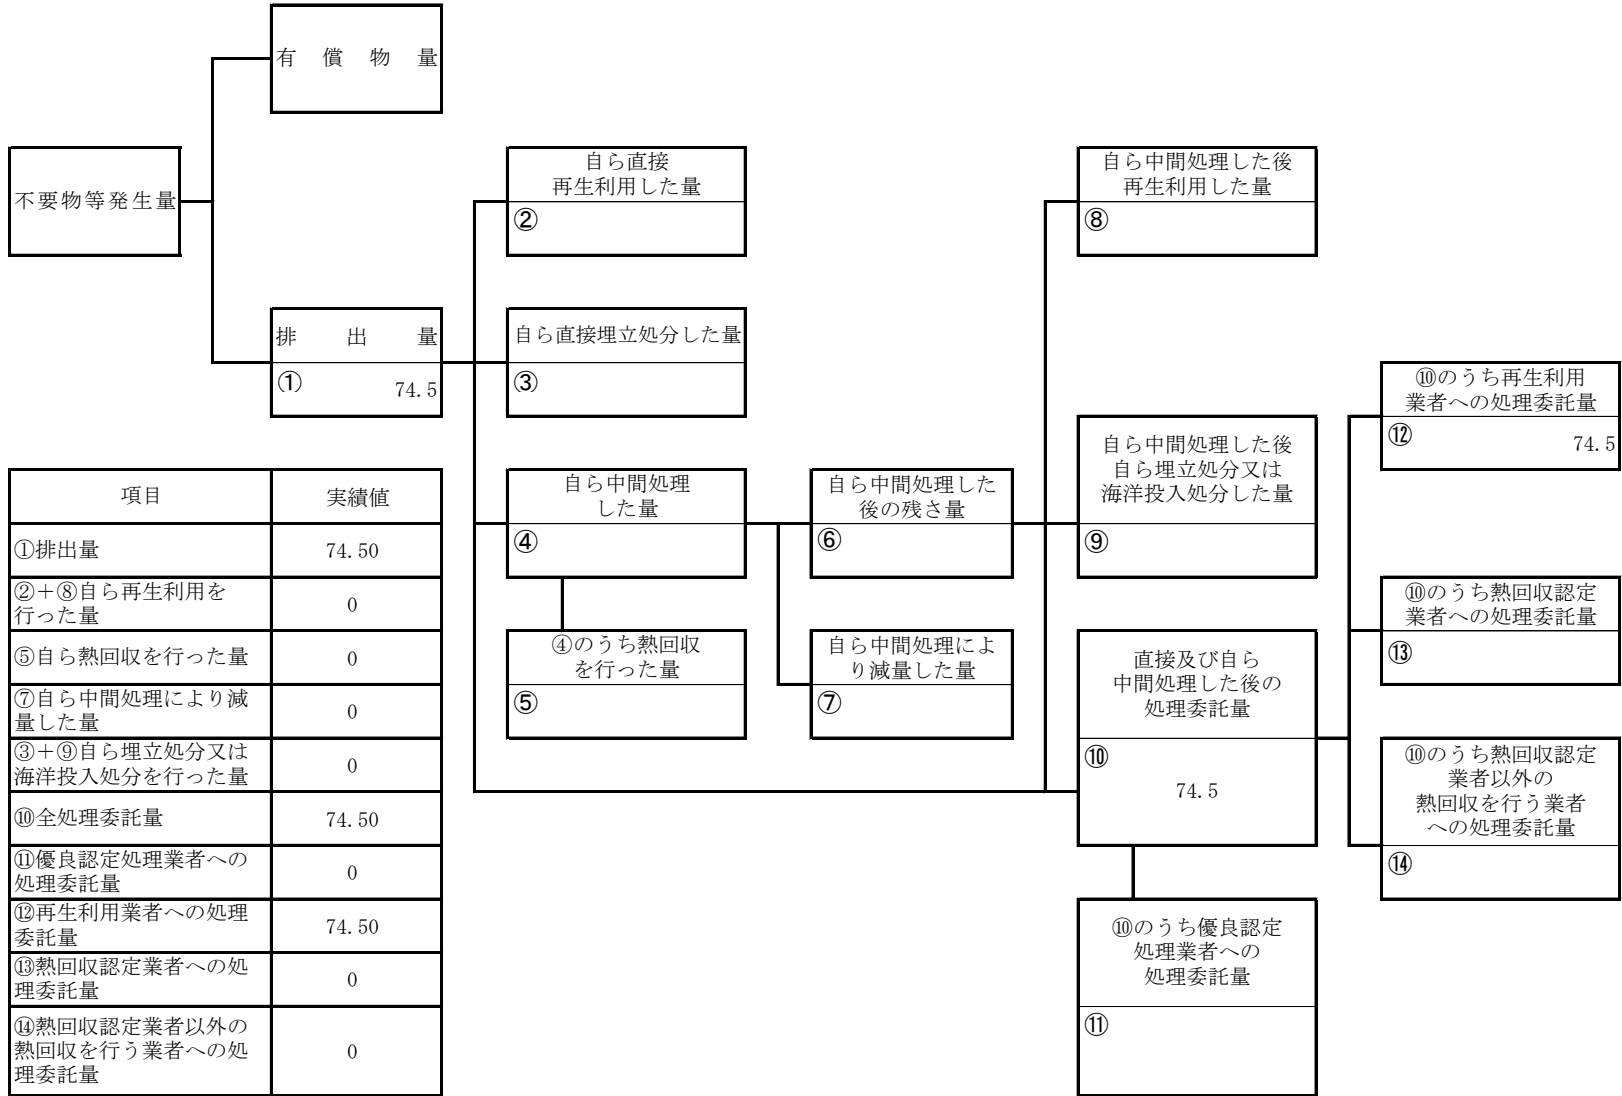 有償物量
不要物等発生量
排出量
① 74.5
自ら直接
再生利用した量
②
自ら直接埋立処分した量
③
自ら中間処理
した量
④
④のうち熱回収
を行った量
⑤
自ら中間処理した
後の残さ量
⑥
自ら中間処理によ
り減量した量
⑦
自ら中間処理した後
再生利用した量
⑧
自ら中間処理した後
自ら埋立処分又は
海洋投入処分した量
⑨
直接及び自ら
中間処理した後の
処理委託量
⑩
74.5
⑩のうち優良認定
処理業者への
処理委託量
⑪
⑩のうち再生利用
業者への処理委託量
⑫ 74.5
⑩のうち熱回収認定
業者への処理委託量
⑬
⑩のうち熱回収認定
業者以外の
熱回収を行う業者
への処理委託量
⑭
項目 実績値
①排出量 74.50
②＋⑧自ら再生利用を
行った量 0
⑤自ら熱回収を行った量 0
⑦自ら中間処理により減
量した量 0
③＋⑨自ら埋立処分又は
海洋投入処分を行った量 0
⑩全処理委託量 74.50
⑪優良認定処理業者への
処理委託量 0
⑫再生利用業者への処理
委託量 74.50
⑬熱回収認定業者への処
理委託量 0
⑭熱回収認定業者以外の
熱回収を行う業者への処
理委託量 0